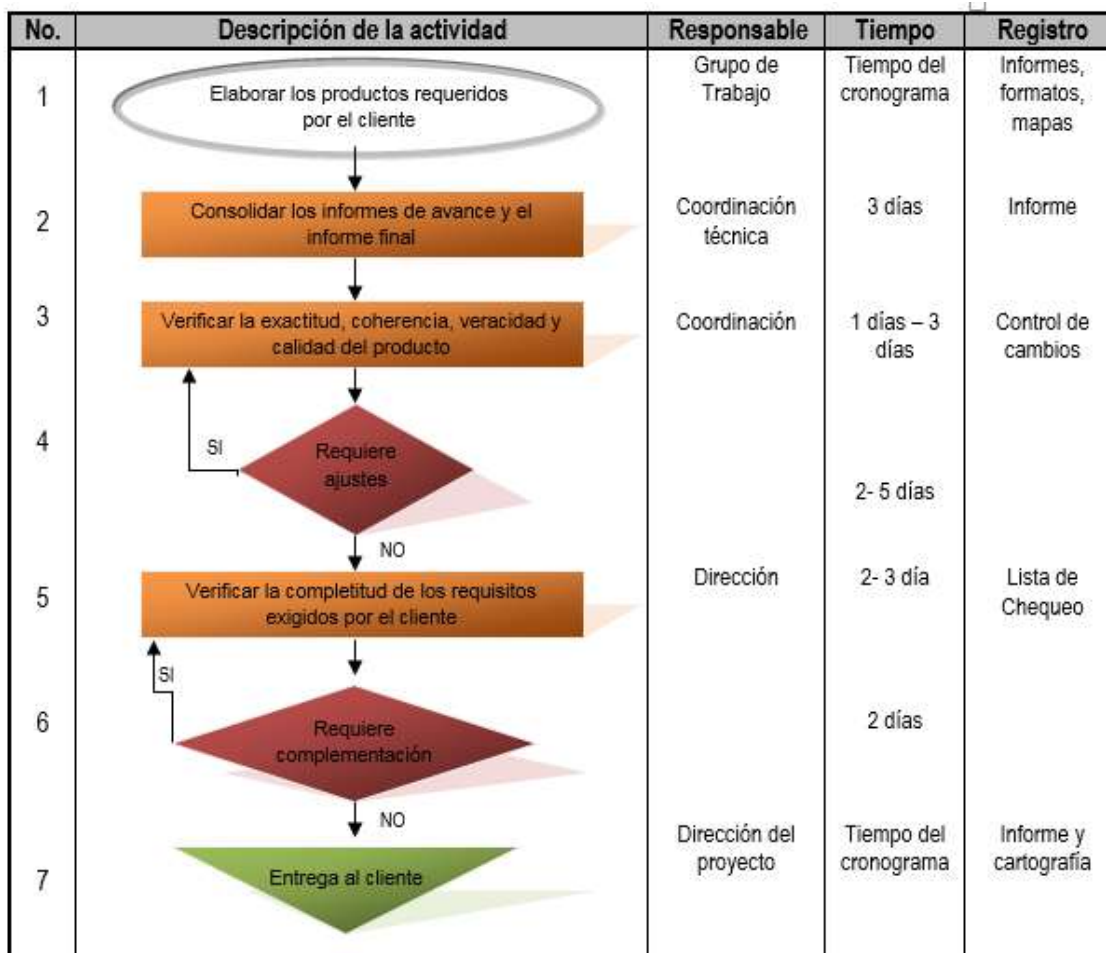 No. Descripción de la actividad Responsable Tiempo Registro
1
Elaborar los productos requeridos
por el cliente
Grupo de
Trabajo
Tiempo del
cronograma
Informes,
formatos,
mapas
2
Consolidar los informes de avance y el
informe final
Coordinación
técnica
3 días
Informe
3
Verificar la exactitud, coherencia, veracidad y
calidad del producto
Coordinación
1 días – 3
días
Control de
cambios
4
SI
Requiere
ajustes
2- 5 días
NO
5
Verificar la completitud de los requisitos
exigidos por el cliente
Dirección
2- 3 día
Lista de
Chequeo
SI
6
Requiere
complementación
2 días
NO
7
Entrega al cliente
Dirección del
proyecto
Tiempo del
cronograma
Informe y
cartografía